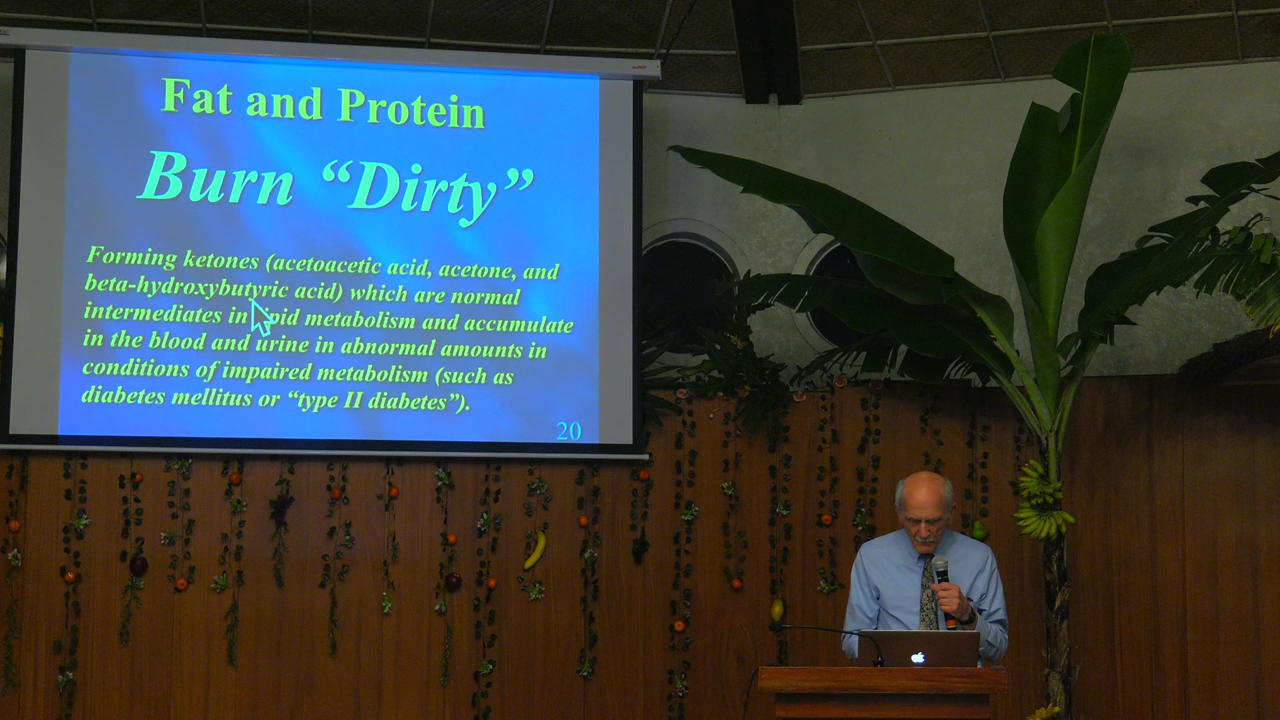 Fat and Protein
Burn “Dirty”
Forming ketones (acetoacetic acid, acetone, and
beta-hydroxybutyric acid) which are normal
intermediates in lipid metabolism and accumulate
in the blood and urine in abnormal amounts in
conditions of impaired metabolism (such as
diabetes mellitus or “type II diabetes”).
20